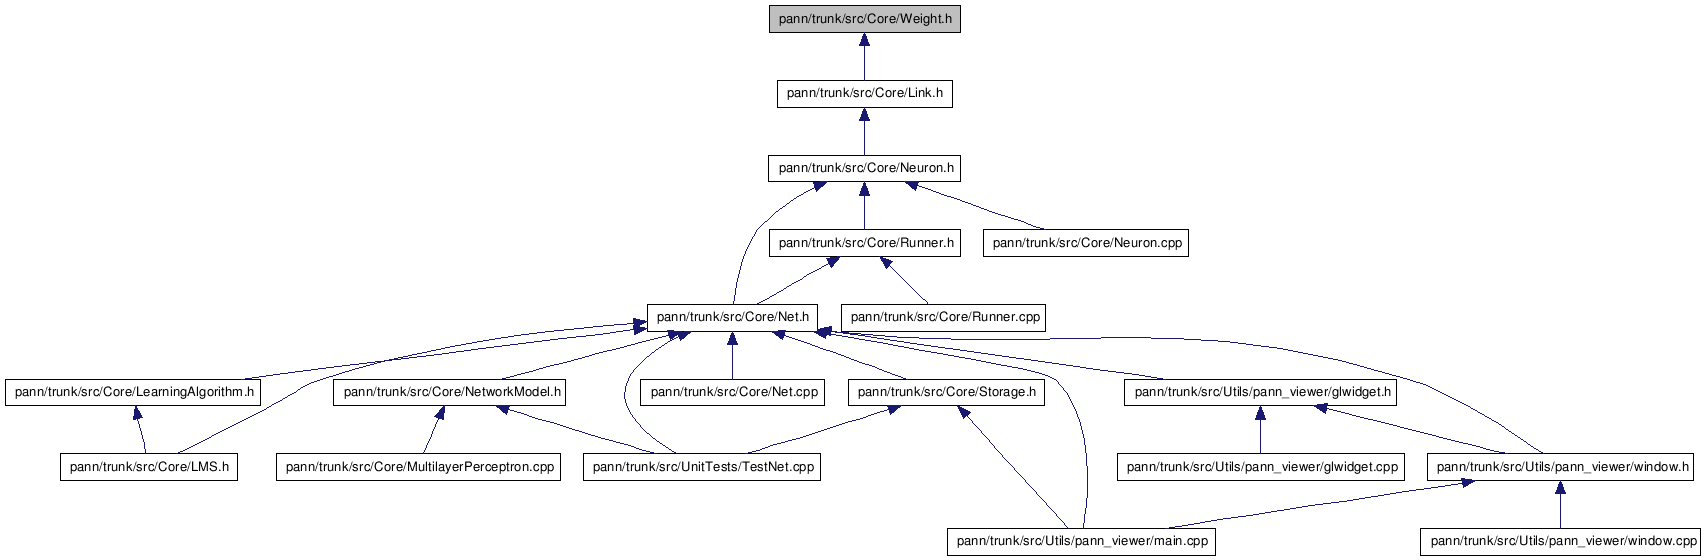 pann/trunk/src/Core/Weight.h
pann/trunk/src/Core/Link.h
pann/trunk/src/Core/Neuron.h
pann/trunk/src/Core/Runner.h
pann/trunk/src/Core/Neuron.cpp
pann/trunk/src/Core/Net.h
pann/trunk/src/Core/Runner.cpp
pann/trunk/src/Core/LearningAlgorithm.h
pann/trunk/src/Core/NetworkModel.h
pann/trunk/src/Core/Net.cpp
pann/trunk/src/Core/Storage.h
pann/trunk/src/Utils/pann_viewer/glwidget.h
pann/trunk/src/Core/LMS.h
pann/trunk/src/Core/MultilayerPerceptron.cpp
pann/trunk/src/UnitTests/TestNet.cpp
pann/trunk/src/Utils/pann_viewer/glwidget.cpp
pann/trunk/src/Utils/pann_viewer/window.h
pann/trunk/src/Utils/pann_viewer/main.cpp
pann/trunk/src/Utils/pann_viewer/window.cpp